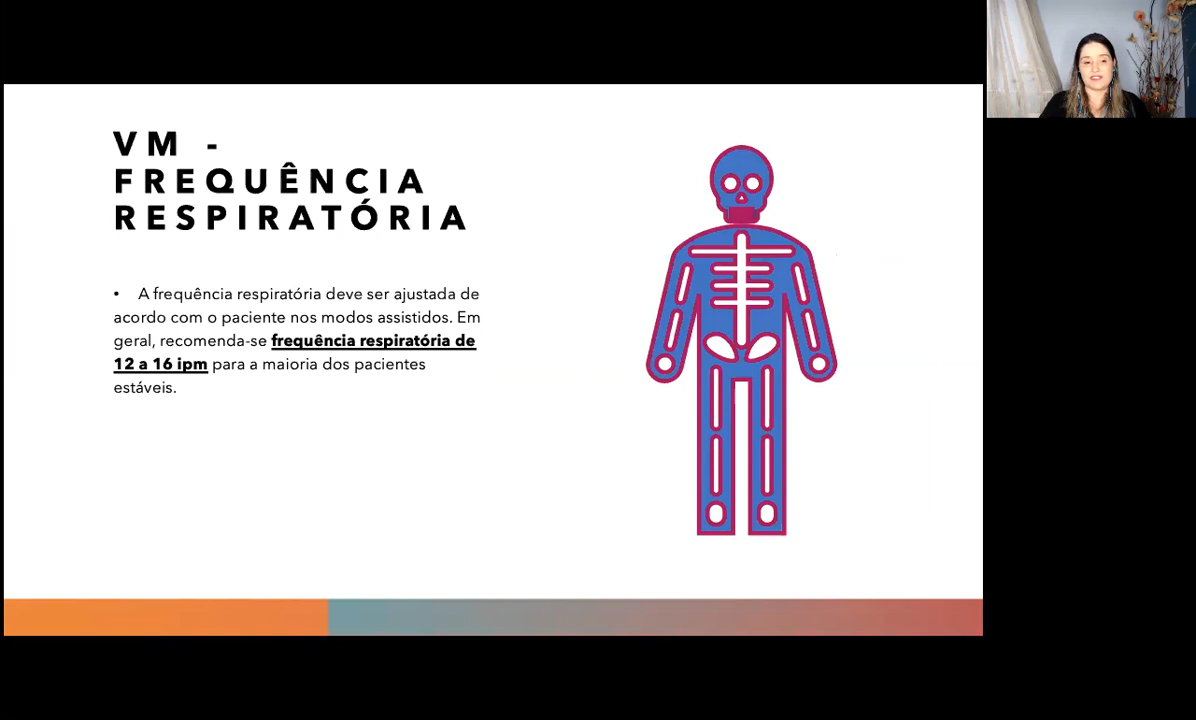 VM -
FREQUÊNCIA
RESPIRATÓRIA
• A frequência respiratória deve ser ajustada de
acordo com o paciente nos modos assistidos. Em
geral, recomenda-se frequência respiratória de
12 a 16 ipm para a maioria dos pacientes
estáveis.